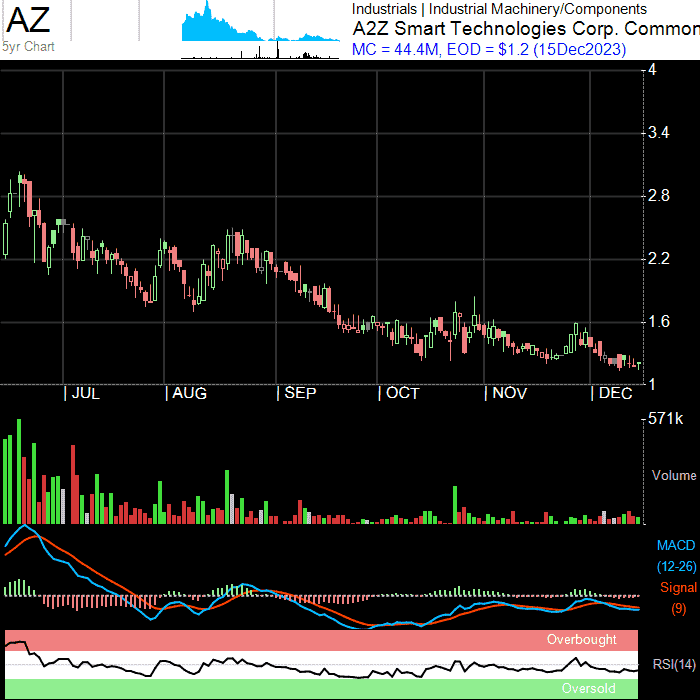 AZ
5yr Chart
Industrials | Industrial Machinery/Components
A2Z Smart Technologies Corp. Common
MC = 44.4M, EOD = $1.2 (15Dec2023)
4
3.4
2.8
2.2
1.6
1
| JUL | AUG | SEP | OCT | NOV | DEC
571k
Volume
MACD
(12-26)
Signal
(9)
Overbought
RSI(14)
Oversold